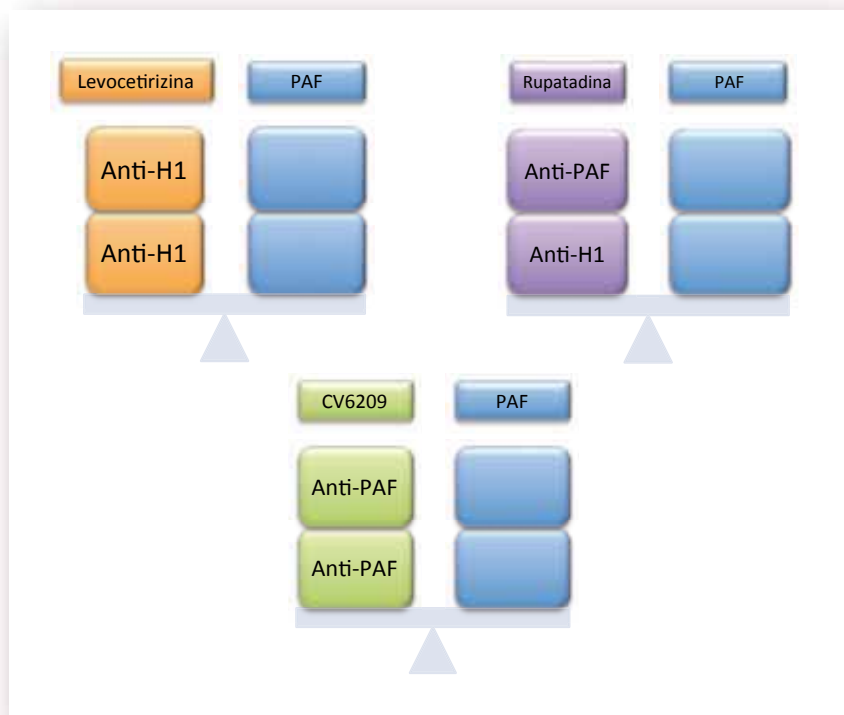 Levocetirizina
PAF
Anti-H1
Anti-H1
Rupatadina
PAF
Anti-PAF
Anti-H1
CV6209
PAF
Anti-PAF
Anti-PAF